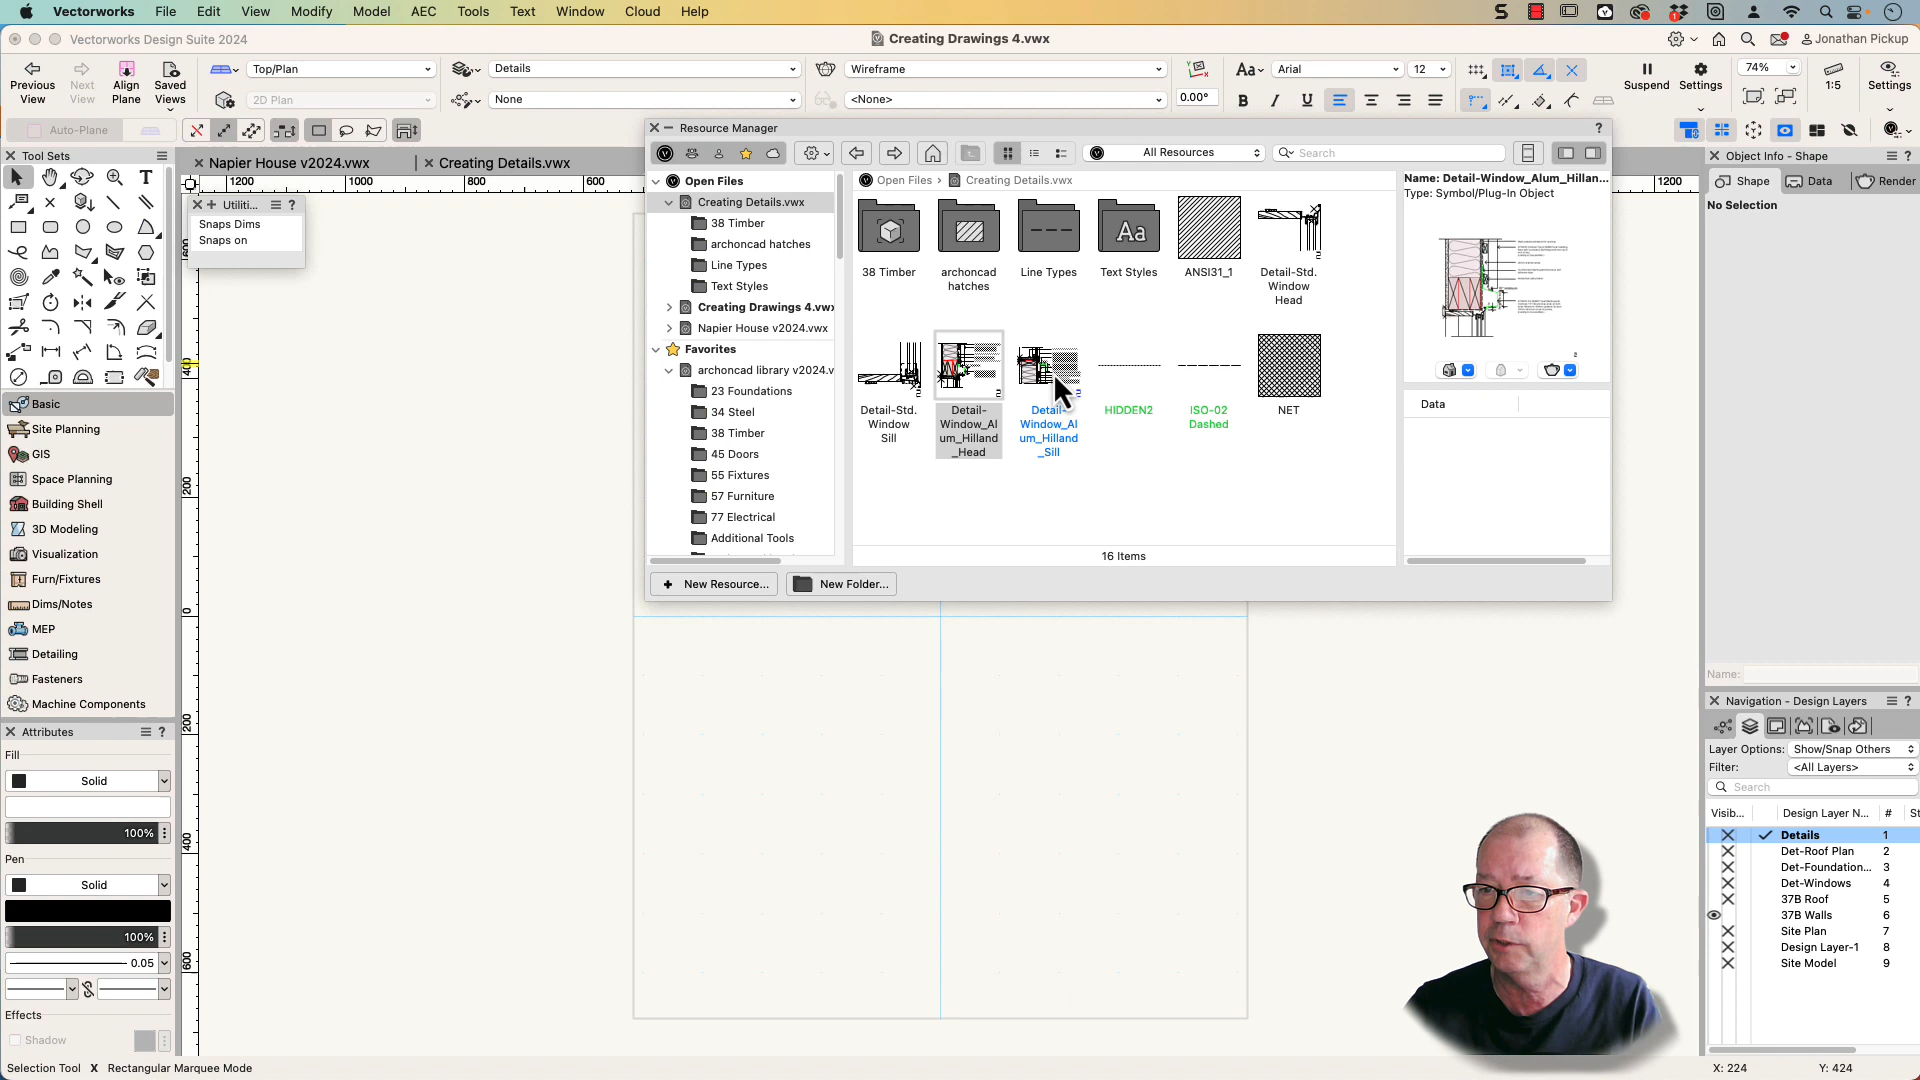 Vectorworks File Edit View Modify Model AEC Tools Text Window Cloud Help
Vectorworks Design Suite 2024
Creating Drawings 4.vwx
Jonathan Pickup
Previous View
Next View
Align Plane
Saved Views
Top/Plan
Details
Wireframe
Arial
12
74%
2D Plan
None
<None>
0.00°
B I U
Suspend
Settings
1:5
Settings
Auto-Plane
Tool Sets
Napier House v2024.vwx
Creating Details.vwx
1200 1000 800 600 1200
Utiliti...
Snaps Dims
Snaps on
Basic
Site Planning
GIS
Space Planning
Building Shell
3D Modeling
Visualization
Furn/Fixtures
Dims/Notes
MEP
Detailing
Fasteners
Machine Components
Attributes
Fill
Solid
100%
Pen
Solid
100%
0.05
Effects
Shadow
Selection Tool X Rectangular Marquee Mode
Resource Manager
All Resources
Search
Open Files
Creating Details.vwx
38 Timber
archoncad hatches
Line Types
Text Styles
Creating Drawings 4.vwx
Napier House v2024.vwx
Favorites
archoncad library v2024.v
23 Foundations
34 Steel
38 Timber
45 Doors
55 Fixtures
57 Furniture
77 Electrical
Additional Tools
New Resource...
New Folder...
Open Files › Creating Details.vwx
38 Timber
archoncad hatches
Line Types
Text Styles
ANSI31_1
Detail-Std. Window Head
Detail-Std. Window Sill
Detail-Window_Alum_Hilland_Head
Detail-Window_Alum_Hilland_Sill
HIDDEN2
ISO-02 Dashed
NET
16 Items
Name: Detail-Window_Alum_Hillan...
Type: Symbol/Plug-In Object
Data
Object Info - Shape
Shape Data Render
No Selection
Name:
Navigation - Design Layers
Layer Options: Show/Snap Others
Filter: <All Layers>
Search
Visib... Design Layer N... # St
Details 1
Det-Roof Plan 2
Det-Foundation... 3
Det-Windows 4
37B Roof 5
37B Walls 6
Site Plan 7
Design Layer-1 8
Site Model 9
X: 224 Y: 424